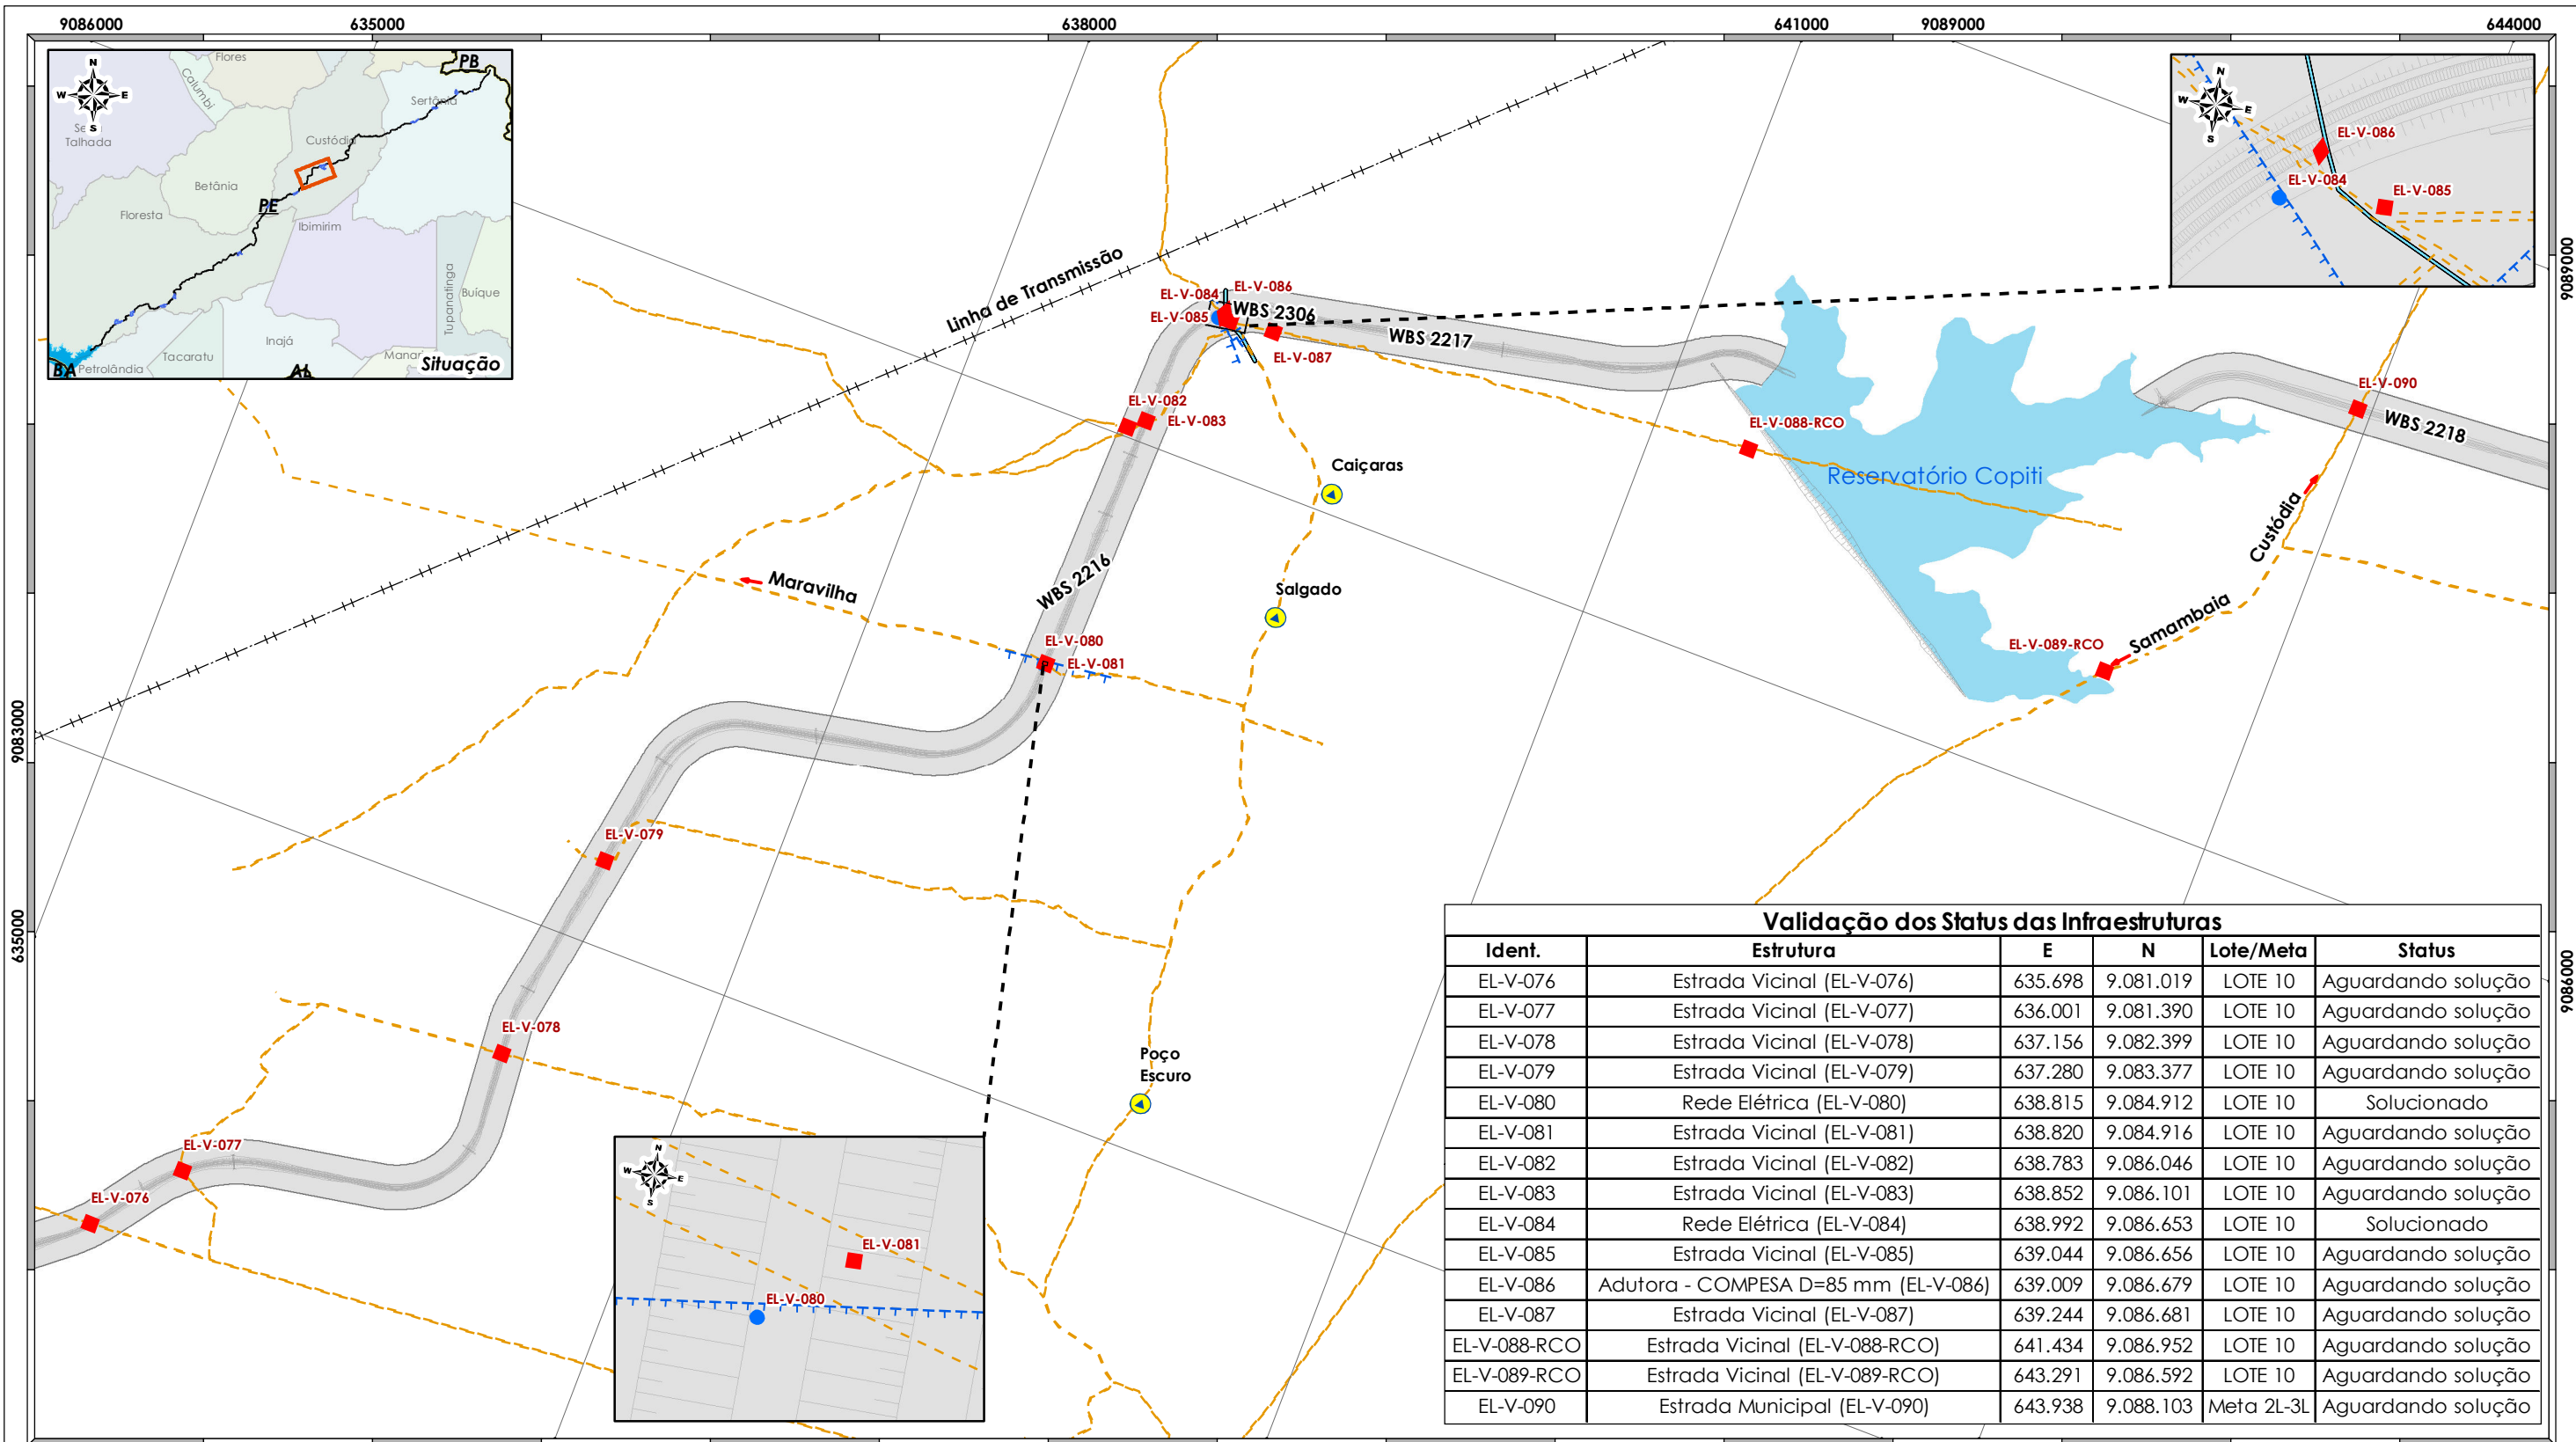 9086000 635000 638000 641000 9089000 644000
N
W E
S
PB
Flores
Calumbi
Sertânia
Talhada
Custódia
Betânia
Floresta
PE
Ibimirim
Tupanatinga
Buíque
Inajá
Tacaratu
BA
Petrolândia
AL
Situação
N
W E
S
EL-V-086
EL-V-084
EL-V-085
9089000
Linha de Transmissão
EL-V-086
EL-V-084
WBS 2306
EL-V-085
WBS 2217
EL-V-087
EL-V-090
WBS 2218
EL-V-082
EL-V-083
EL-V-088-RCO
Caiçaras
Reservatório Copiti
Custódia
WBS 2216
Maravilha
Salgado
Samambaia
EL-V-080
EL-V-081
EL-V-089-RCO
9083000
EL-V-079
635000
EL-V-078
Poço
Escuro
EL-V-077
EL-V-076
N
W E
S
EL-V-081
EL-V-080
9086000
Validação dos Status das Infraestruturas
Ident. Estrutura E N Lote/Meta Status
EL-V-076 Estrada Vicinal (EL-V-076) 635.698 9.081.019 LOTE 10 Aguardando solução
EL-V-077 Estrada Vicinal (EL-V-077) 636.001 9.081.390 LOTE 10 Aguardando solução
EL-V-078 Estrada Vicinal (EL-V-078) 637.156 9.082.399 LOTE 10 Aguardando solução
EL-V-079 Estrada Vicinal (EL-V-079) 637.280 9.083.377 LOTE 10 Aguardando solução
EL-V-080 Rede Elétrica (EL-V-080) 638.815 9.084.912 LOTE 10 Solucionado
EL-V-081 Estrada Vicinal (EL-V-081) 638.820 9.084.916 LOTE 10 Aguardando solução
EL-V-082 Estrada Vicinal (EL-V-082) 638.783 9.086.046 LOTE 10 Aguardando solução
EL-V-083 Estrada Vicinal (EL-V-083) 638.852 9.086.101 LOTE 10 Aguardando solução
EL-V-084 Rede Elétrica (EL-V-084) 638.992 9.086.653 LOTE 10 Solucionado
EL-V-085 Estrada Vicinal (EL-V-085) 639.044 9.086.656 LOTE 10 Aguardando solução
EL-V-086 Adutora - COMPESA D=85 mm (EL-V-086) 639.009 9.086.679 LOTE 10 Aguardando solução
EL-V-087 Estrada Vicinal (EL-V-087) 639.244 9.086.681 LOTE 10 Aguardando solução
EL-V-088-RCO Estrada Vicinal (EL-V-088-RCO) 641.434 9.086.952 LOTE 10 Aguardando solução
EL-V-089-RCO Estrada Vicinal (EL-V-089-RCO) 643.291 9.086.592 LOTE 10 Aguardando solução
EL-V-090 Estrada Municipal (EL-V-090) 643.938 9.088.103 Meta 2L-3L Aguardando solução